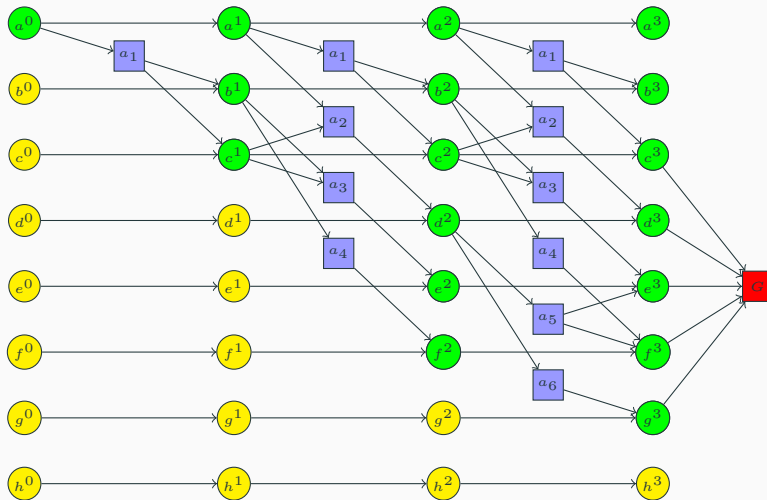 a⁰ a¹ a² a³
a₁ a₁ a₁
b⁰ b¹ b² b³
a₂ a₂
c⁰ c¹ c² c³
a₃ a₃
d⁰ d¹ d² d³
a₄ a₄
e⁰ e¹ e² e³ G
a₅
f⁰ f¹ f² f³
a₆
g⁰ g¹ g² g³
h⁰ h¹ h² h³